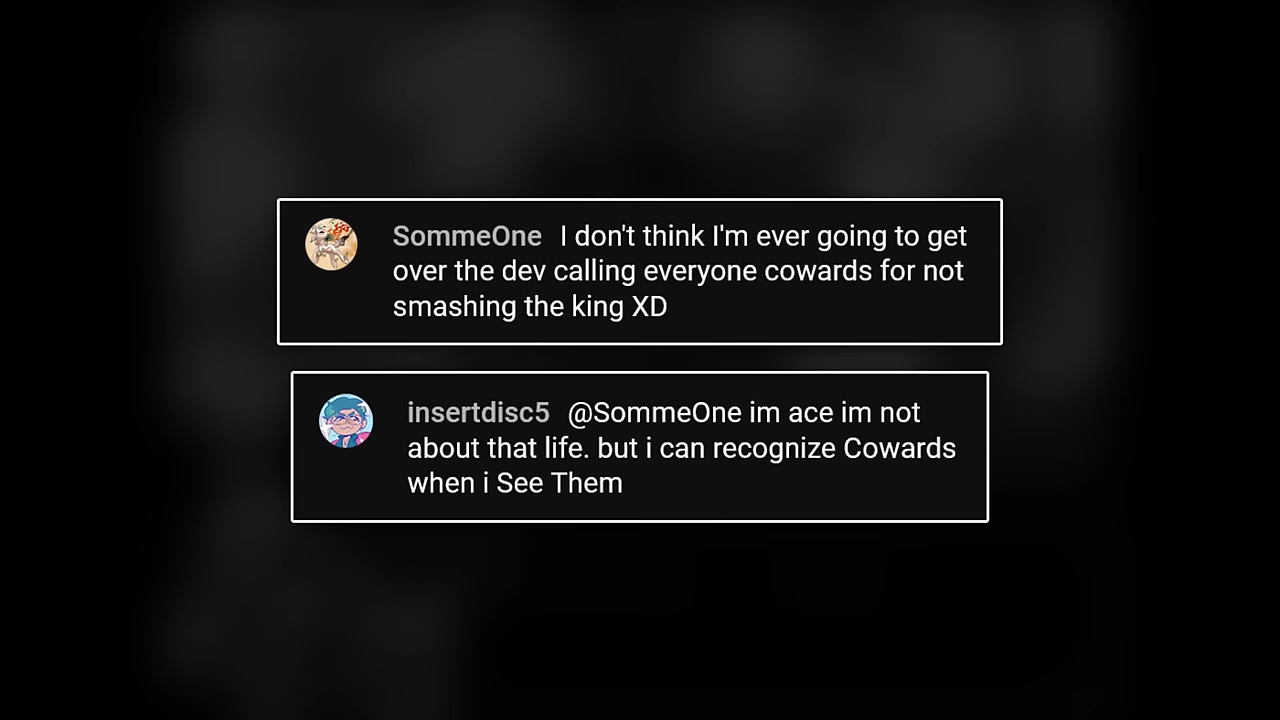 SommeOne I don't think I'm ever going to get
over the dev calling everyone cowards for not
smashing the king XD
insertdisc5 @SommeOne im ace im not
about that life. but i can recognize Cowards
when i See Them